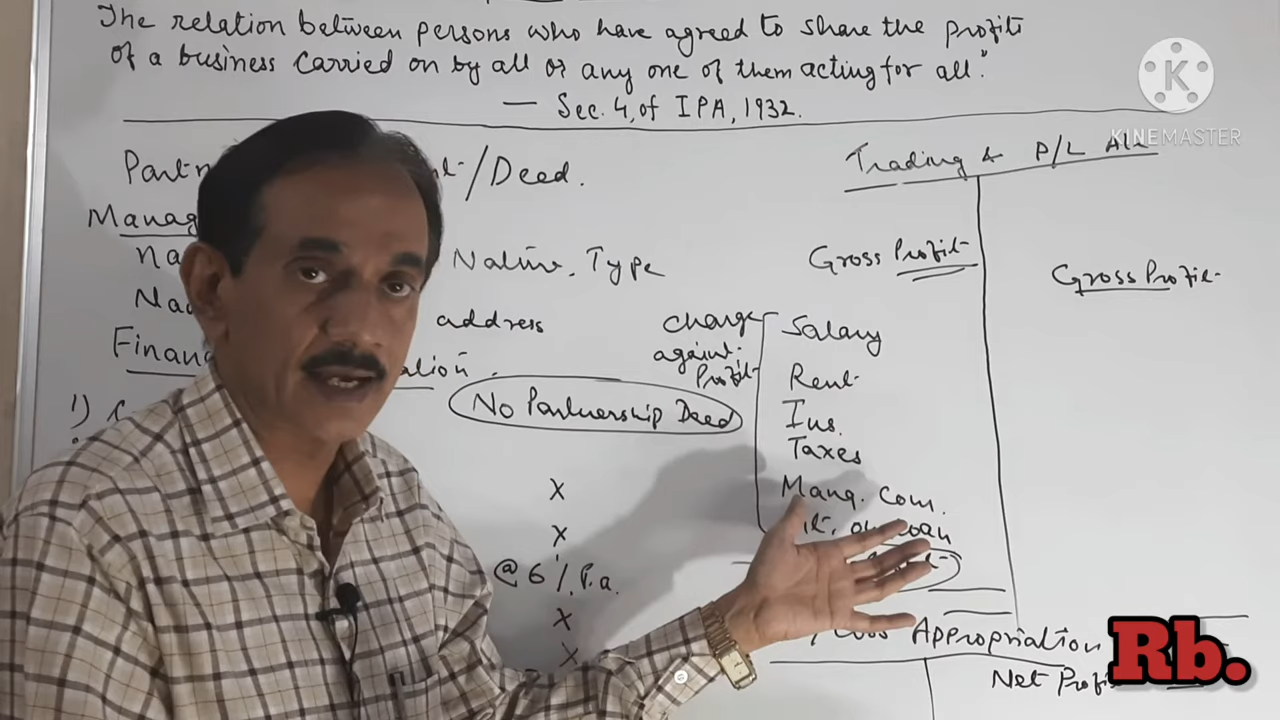 The relation between persons who have agreed to share the profits
of a business carried on by all or any one of them acting for all."
— Sec. 4, of IPA, 1932.
K
KINEMASTER
/Deed.
Trading & P/L A/c
Nature, Type
address
No Partnership Deed
X
X
@ 6 % P.a.
X
X
Gross Profit
Gross Profit
charge
against
Profit
Salary
Rent
Ins.
Taxes
Mang. Com.
Loan
Appropriation
Net Profit
1)
Rb.